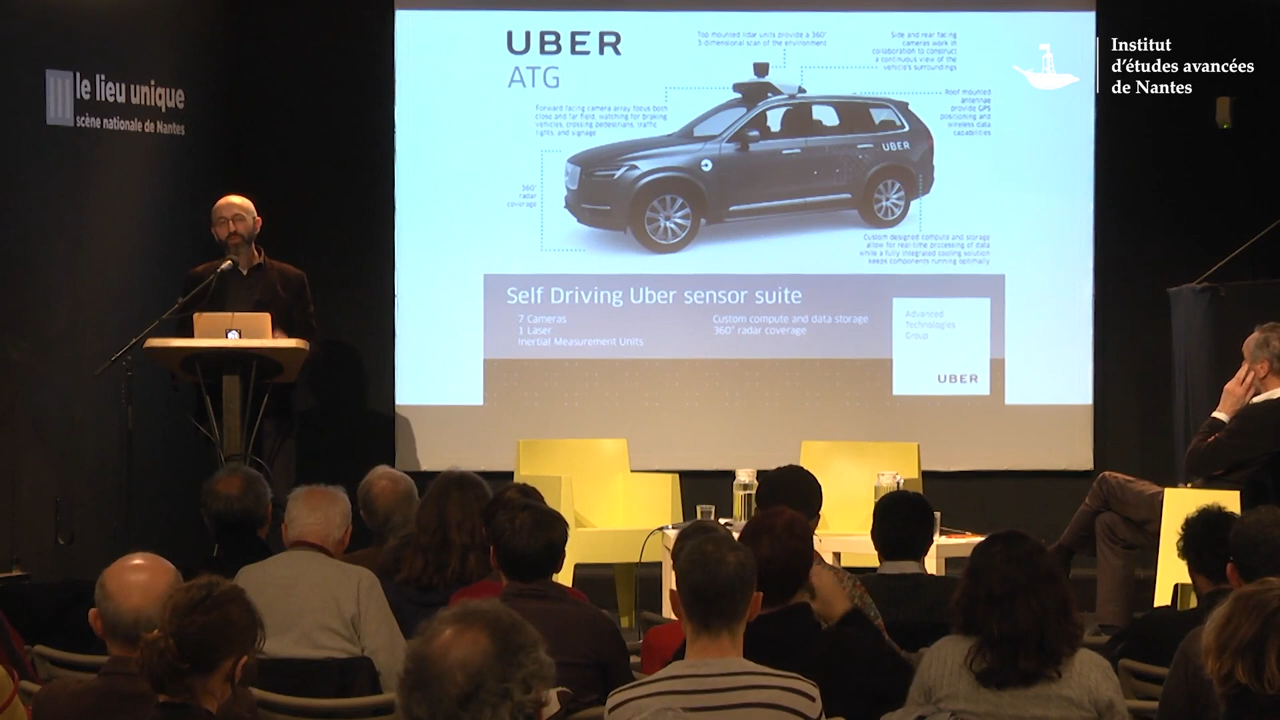 le lieu unique
scène nationale de Nantes
Institut
d'études avancées
de Nantes
UBER
ATG
Top mounted lidar units provide a 360°
3 dimensional scan of the environment
Side and rear facing
cameras work in
collaboration to construct
a continuous view of the
vehicle's surroundings
Forward facing camera array focus both
close and far field, watching for braking
vehicles, crossing pedestrians, traffic
lights, and signage
Roof mounted
antennae
provide GPS
positioning and
wireless data
capabilities
UBER
360°
radar
coverage
Custom designed compute and storage
allow for real-time processing of data
while a fully integrated cooling solution
keeps components running optimally
Self Driving Uber sensor suite
7 Cameras
1 Laser
Inertial Measurement Units
Custom compute and data storage
360° radar coverage
Advanced
Technologies
Group
UBER